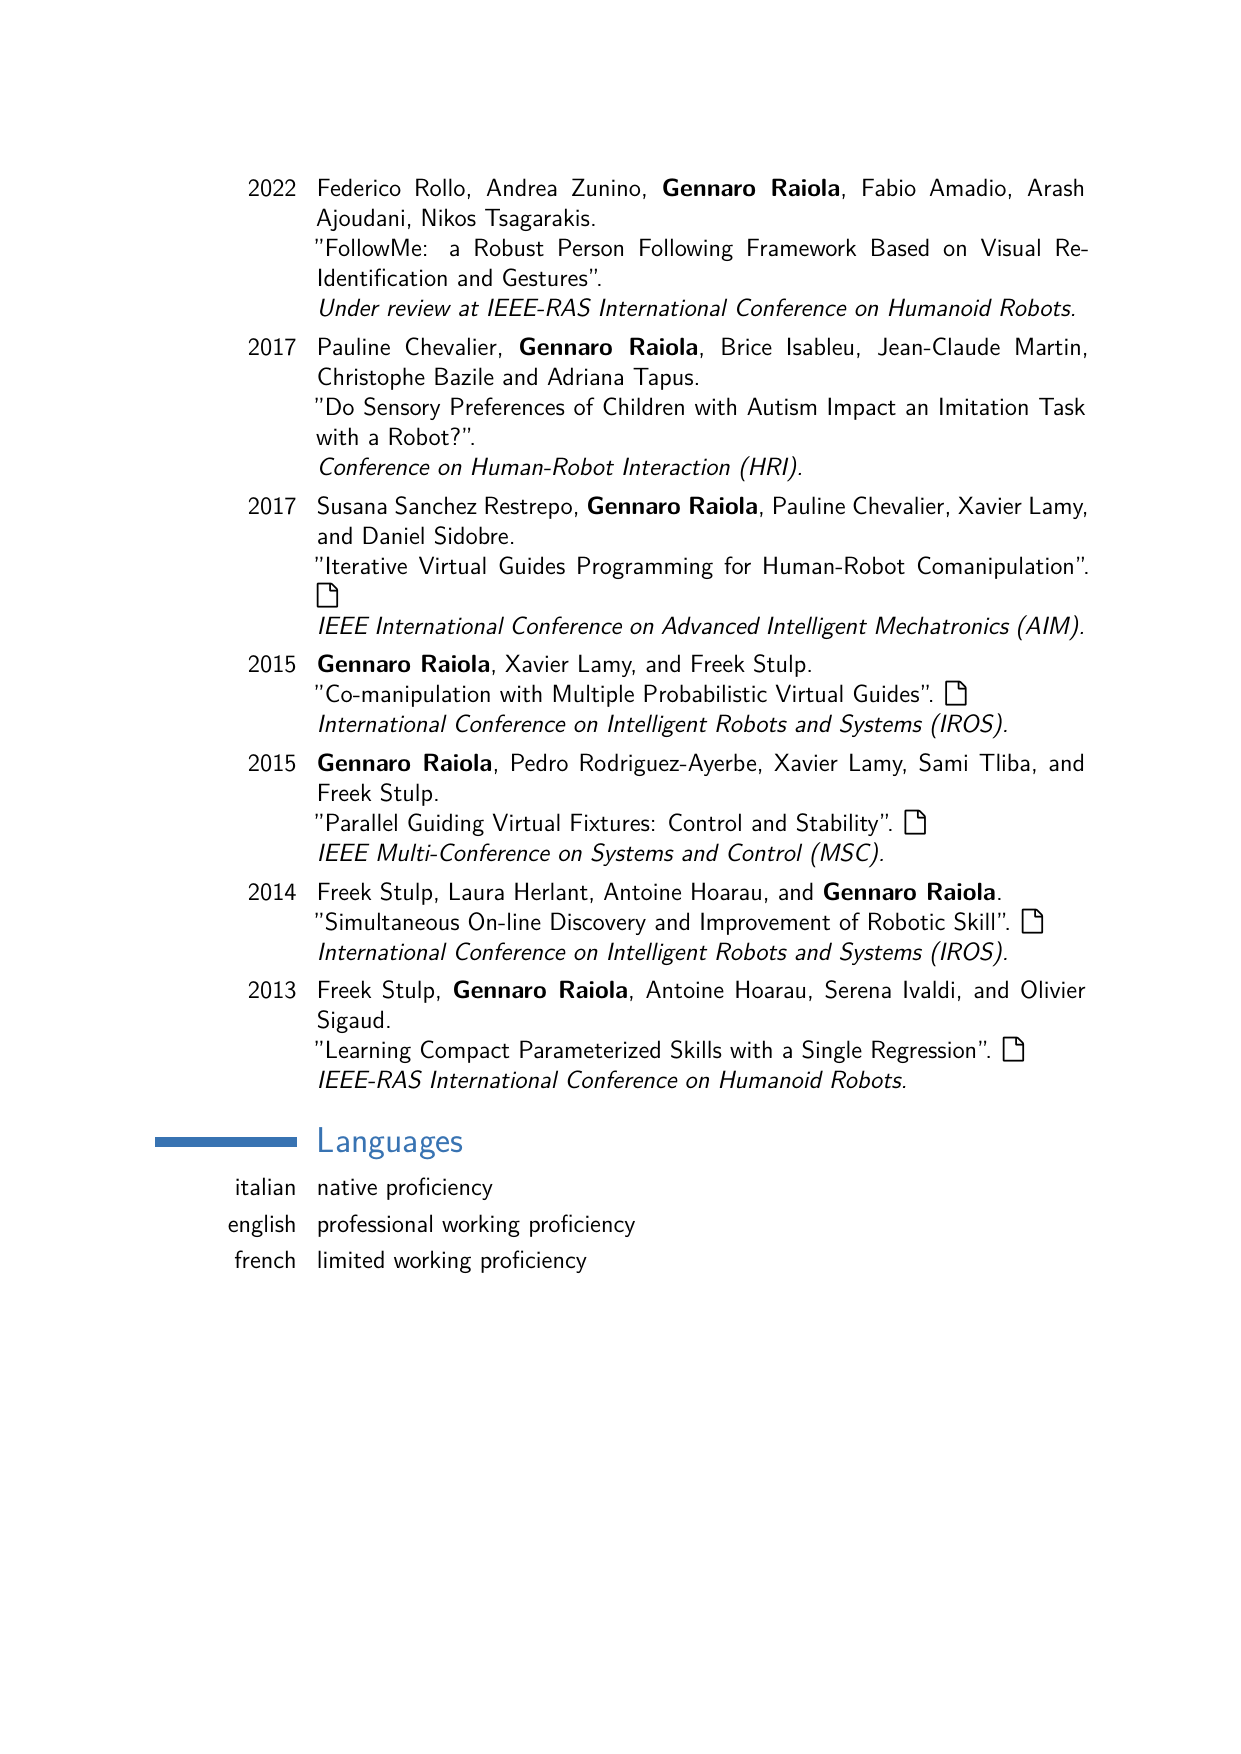 2022 Federico Rollo, Andrea Zunino, Gennaro Raiola, Fabio Amadio, Arash
Ajoudani, Nikos Tsagarakis.
”FollowMe: a Robust Person Following Framework Based on Visual Re-
Identification and Gestures”.
Under review at IEEE-RAS International Conference on Humanoid Robots.
2017 Pauline Chevalier, Gennaro Raiola, Brice Isableu, Jean-Claude Martin,
Christophe Bazile and Adriana Tapus.
”Do Sensory Preferences of Children with Autism Impact an Imitation Task
with a Robot?”.
Conference on Human-Robot Interaction (HRI).
2017 Susana Sanchez Restrepo, Gennaro Raiola, Pauline Chevalier, Xavier Lamy,
and Daniel Sidobre.
”Iterative Virtual Guides Programming for Human-Robot Comanipulation”.
IEEE International Conference on Advanced Intelligent Mechatronics (AIM).
2015 Gennaro Raiola, Xavier Lamy, and Freek Stulp.
”Co-manipulation with Multiple Probabilistic Virtual Guides”.
International Conference on Intelligent Robots and Systems (IROS).
2015 Gennaro Raiola, Pedro Rodriguez-Ayerbe, Xavier Lamy, Sami Tliba, and
Freek Stulp.
”Parallel Guiding Virtual Fixtures: Control and Stability”.
IEEE Multi-Conference on Systems and Control (MSC).
2014 Freek Stulp, Laura Herlant, Antoine Hoarau, and Gennaro Raiola.
”Simultaneous On-line Discovery and Improvement of Robotic Skill”.
International Conference on Intelligent Robots and Systems (IROS).
2013 Freek Stulp, Gennaro Raiola, Antoine Hoarau, Serena Ivaldi, and Olivier
Sigaud.
”Learning Compact Parameterized Skills with a Single Regression”.
IEEE-RAS International Conference on Humanoid Robots.
Languages
italian native proficiency
english professional working proficiency
french limited working proficiency